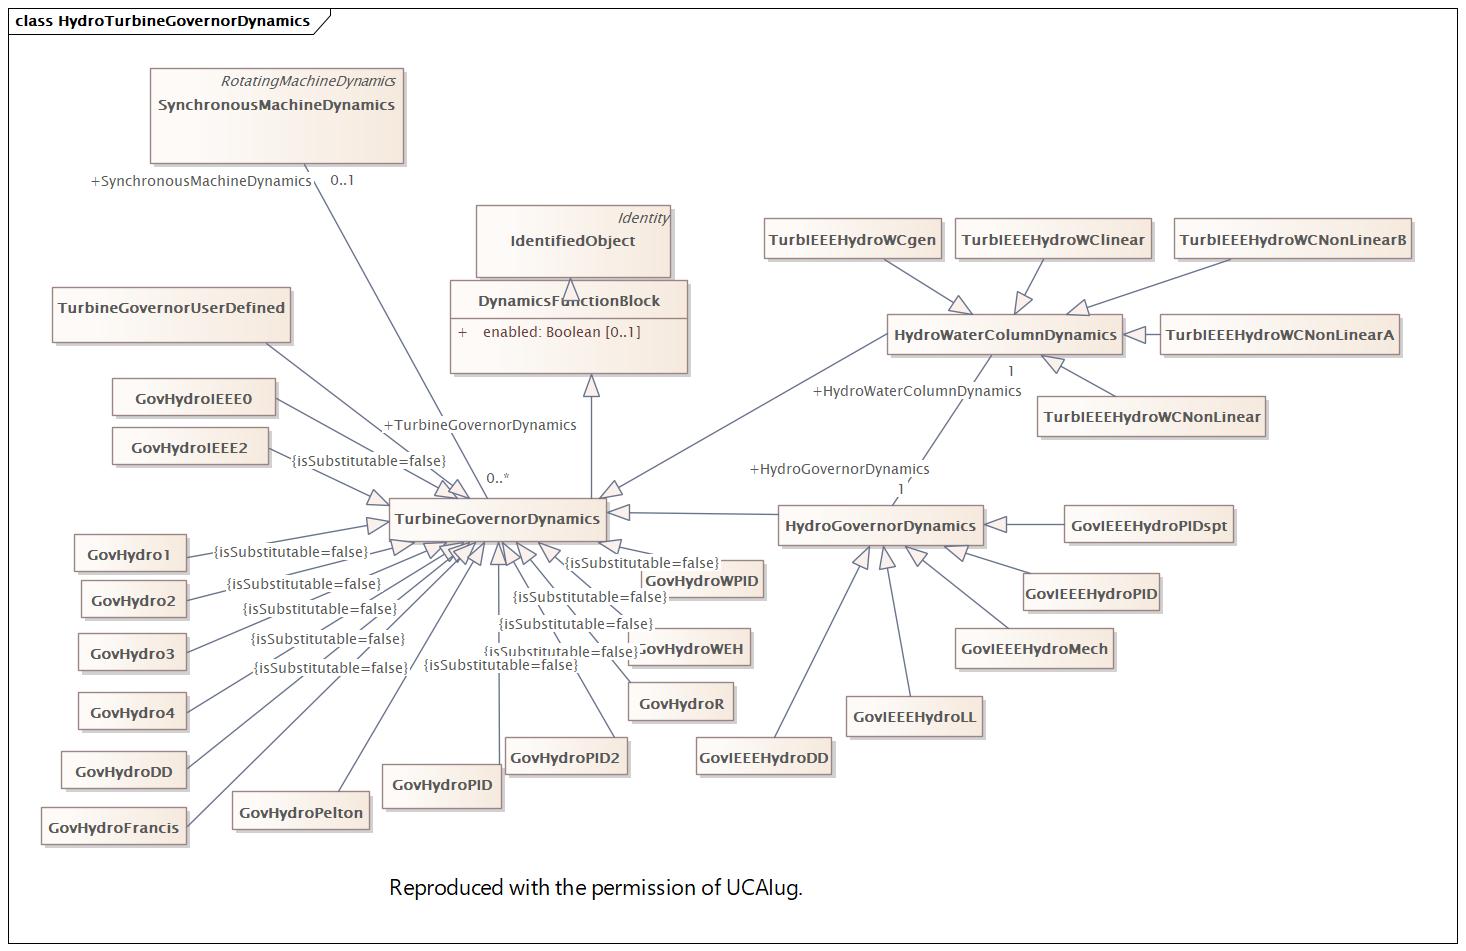 class HydroTurbineGovernorDynamics
RotatingMachineDynamics
SynchronousMachineDynamics
+SynchronousMachineDynamics
0..1
Identity
IdentifiedObject
DynamicsFunctionBlock
+ enabled: Boolean [0..1]
TurbIEEEHydroWCgen
TurbIEEEHydroWClinear
TurbIEEEHydroWCNonLinearB
TurbineGovernorUserDefined
HydroWaterColumnDynamics
TurbIEEEHydroWCNonLinearA
1
+HydroWaterColumnDynamics
TurbIEEEHydroWCNonLinear
GovHydroIEEE0
+TurbineGovernorDynamics
GovHydroIEEE2
{isSubstitutable=false}
0..*
+HydroGovernorDynamics
1
TurbineGovernorDynamics
HydroGovernorDynamics
GovIEEEHydroPIDspt
GovHydro1
{isSubstitutable=false}
{isSubstitutable=false}
GovHydroWPID
GovHydro2
{isSubstitutable=false}
{isSubstitutable=false}
GovIEEEHydroPID
{isSubstitutable=false}
{isSubstitutable=false}
GovHydro3
{isSubstitutable=false}
{isSubstitutable=false}
GovHydroWEH
GovIEEEHydroMech
{isSubstitutable=false}
{isSubstitutable=false}
GovHydro4
GovHydroR
GovIEEEHydroLL
GovHydroDD
GovHydroPID2
GovIEEEHydroDD
GovHydroPID
GovHydroFrancis
GovHydroPelton
Reproduced with the permission of UCAIug.